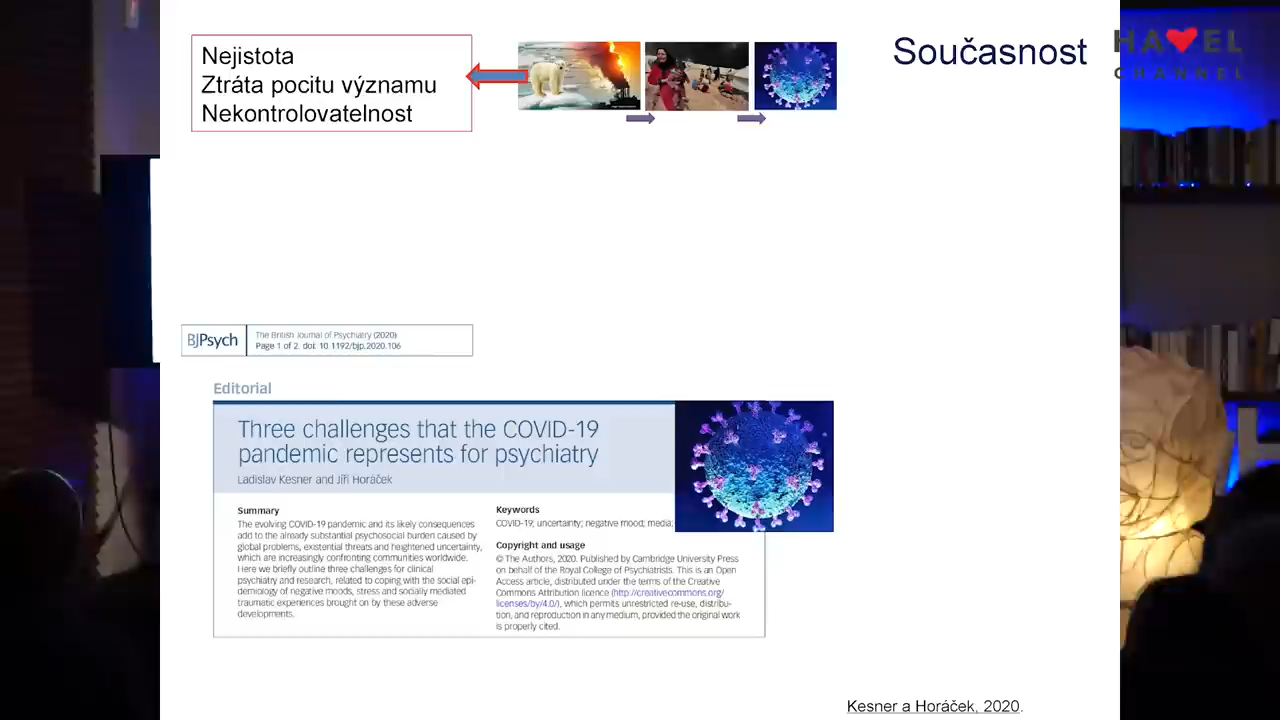 Nejistota
Ztráta pocitu významu
Nekontrolovatelnost
Současnost
HAVEL
CHANNEL
BJPsych
The British Journal of Psychiatry (2020)
Page 1 of 2. doi: 10 1192/bjp.2020.106
Editorial
Three challenges that the COVID-19
pandemic represents for psychiatry
Ladislav Kesner and Jiří Horáček
Summary
The evolving COVID-19 pandemic and its likely consequences
add to the already substantial psychosocial burden caused by
global problems, existential threats and heightened uncertainty,
which are increasingly confronting communities worldwide.
Here we briefly outline three challenges for clinical
psychiatry and research, related to coping with the social epi-
demiology of negative moods, stress and socially mediated
traumatic experiences brought on by these adverse
developments.
Keywords
COVID-19; uncertainty; negative mood; media;
Copyright and usage
© The Authors, 2020. Published by Cambridge University Press
on behalf of the Royal College of Psychiatrists. This is an Open
Access article, distributed under the terms of the Creative
Commons Attribution licence (http://creativecommons.org/
licenses/by/4.0/), which permits unrestricted re-use, distribu-
tion, and reproduction in any medium, provided the original work
is properly cited.
Kesner a Horáček, 2020.